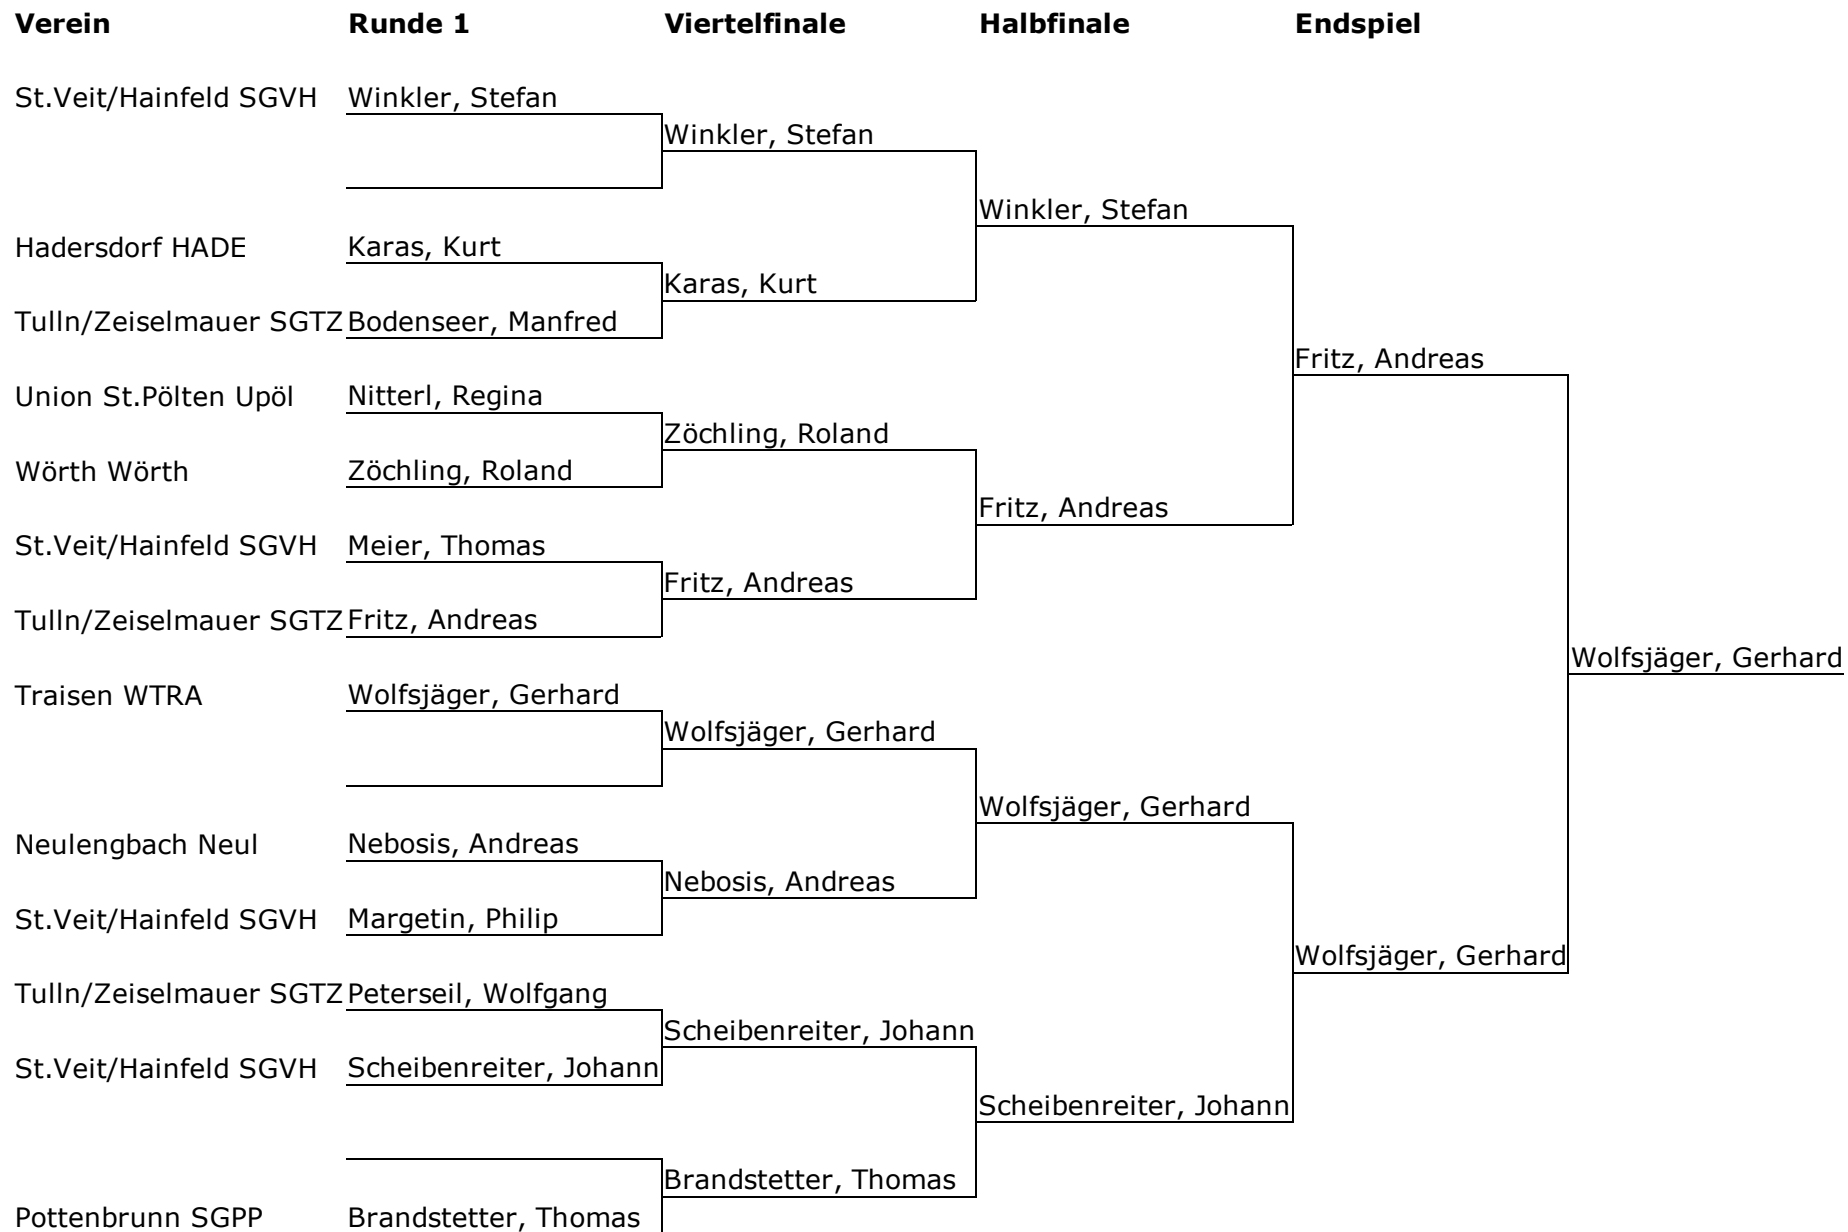 Verein Runde 1 Viertelfinale Halbfinale Endspiel
St.Veit/Hainfeld SGVH Winkler, Stefan
Winkler, Stefan
Winkler, Stefan
Hadersdorf HADE Karas, Kurt
Karas, Kurt
Tulln/Zeiselmauer SGTZ Bodenseer, Manfred
Fritz, Andreas
Union St.Pölten Upöl Nitterl, Regina
Zöchling, Roland
Wörth Wörth Zöchling, Roland
Fritz, Andreas
St.Veit/Hainfeld SGVH Meier, Thomas
Fritz, Andreas
Tulln/Zeiselmauer SGTZ Fritz, Andreas
Wolfsjäger, Gerhard
Traisen WTRA Wolfsjäger, Gerhard
Wolfsjäger, Gerhard
Wolfsjäger, Gerhard
Neulengbach Neul Nebosis, Andreas
Nebosis, Andreas
St.Veit/Hainfeld SGVH Margetin, Philip
Wolfsjäger, Gerhard
Tulln/Zeiselmauer SGTZ Peterseil, Wolfgang
Scheibenreiter, Johann
St.Veit/Hainfeld SGVH Scheibenreiter, Johann
Scheibenreiter, Johann
Brandstetter, Thomas
Pottenbrunn SGPP Brandstetter, Thomas